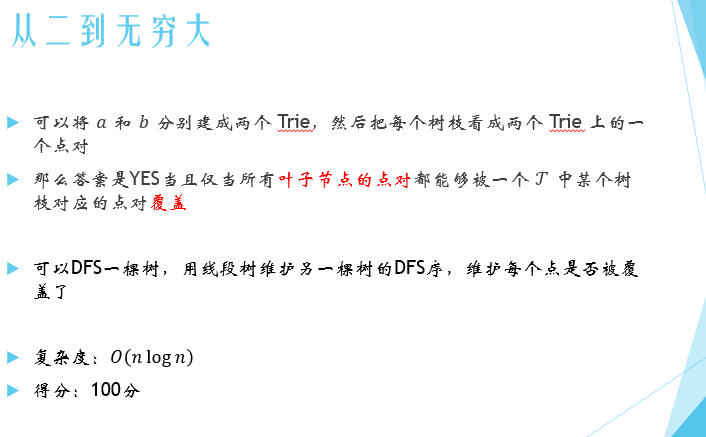 从二到无穷大
可以将 a 和 b 分别建成两个 Trie，然后把每个树枝看成两个 Trie 上的一
个点对
那么答案是YES当且仅当所有叶子节点的点对都能够被一个 T 中某个树
枝对应的点对覆盖
可以DFS一棵树，用线段树维护另一棵树的DFS序，维护每个点是否被覆
盖了
复杂度：O(n log n)
得分：100分